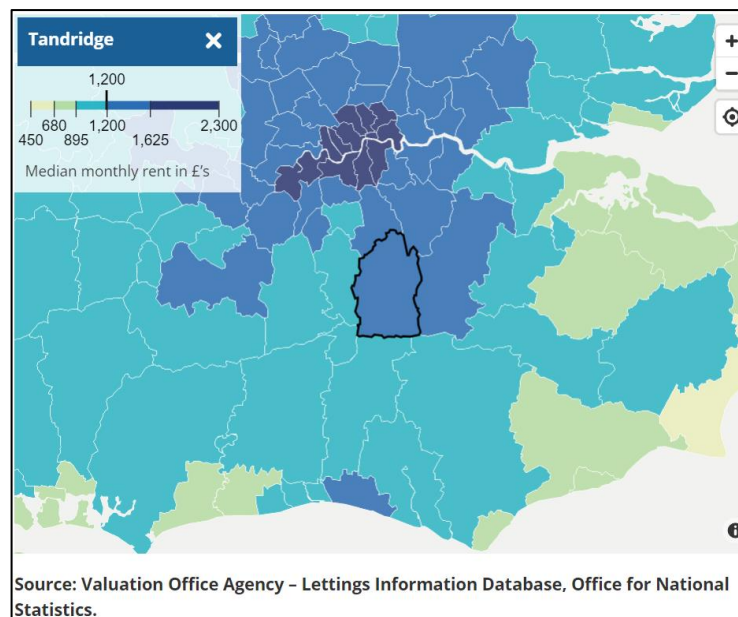 Tandridge ×
1,200
680 1,200 2,300
450 895 1,625
Median monthly rent in £'s
+
−
i
Source: Valuation Office Agency – Lettings Information Database, Office for National
Statistics.